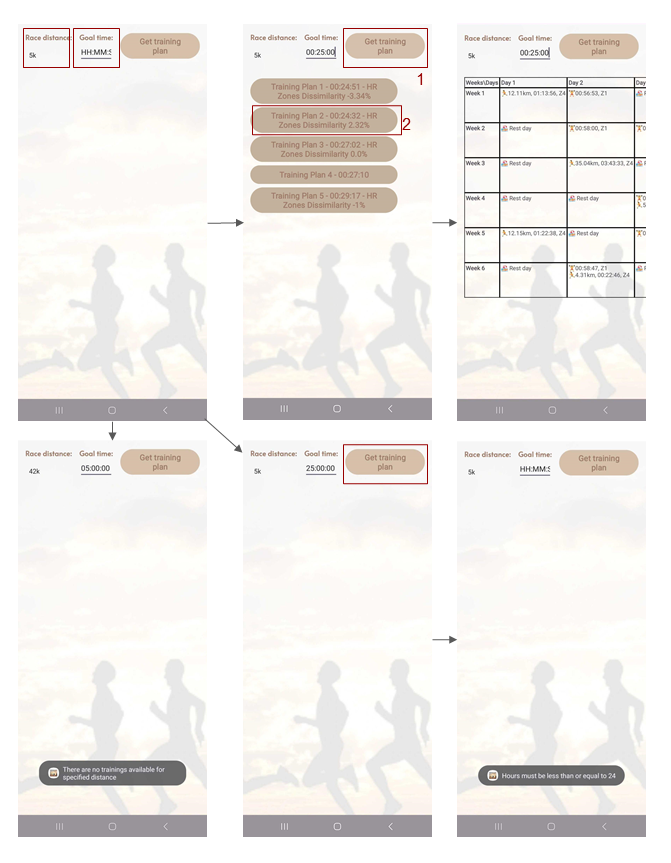 Race distance: Goal time: Get training plan
5k HH:MM:S
Race distance: Goal time: Get training plan
5k 00:25:00
1
Training Plan 1 - 00:24:51 - HR
Zones Dissimilarity -3.34%
Training Plan 2 - 00:24:32 - HR
Zones Dissimilarity 2.32%
2
Training Plan 3 - 00:27:02 - HR
Zones Dissimilarity 0.0%
Training Plan 4 - 00:27:10
Training Plan 5 - 00:29:17 - HR
Zones Dissimilarity -1%
Race distance: Goal time: Get training plan
5k 00:25:00
Weeks\Days Day 1 Day 2 Day
Week 1 12.11km, 01:13:56, Z4 00:56:53, Z1
Week 2 Rest day 00:58:00, Z1
Week 3 Rest day 35.04km, 03:43:33, Z4
Week 4 Rest day Rest day
Week 5 12.15km, 01:22:38, Z4 Rest day
Week 6 Rest day 00:58:47, Z1
4.31km, 00:22:46, Z4
Race distance: Goal time: Get training plan
42k 05:00:00
There are no trainings available for
specified distance
Race distance: Goal time: Get training plan
5k 25:00:00
Race distance: Goal time: Get training plan
5k HH:MM:S
Hours must be less than or equal to 24